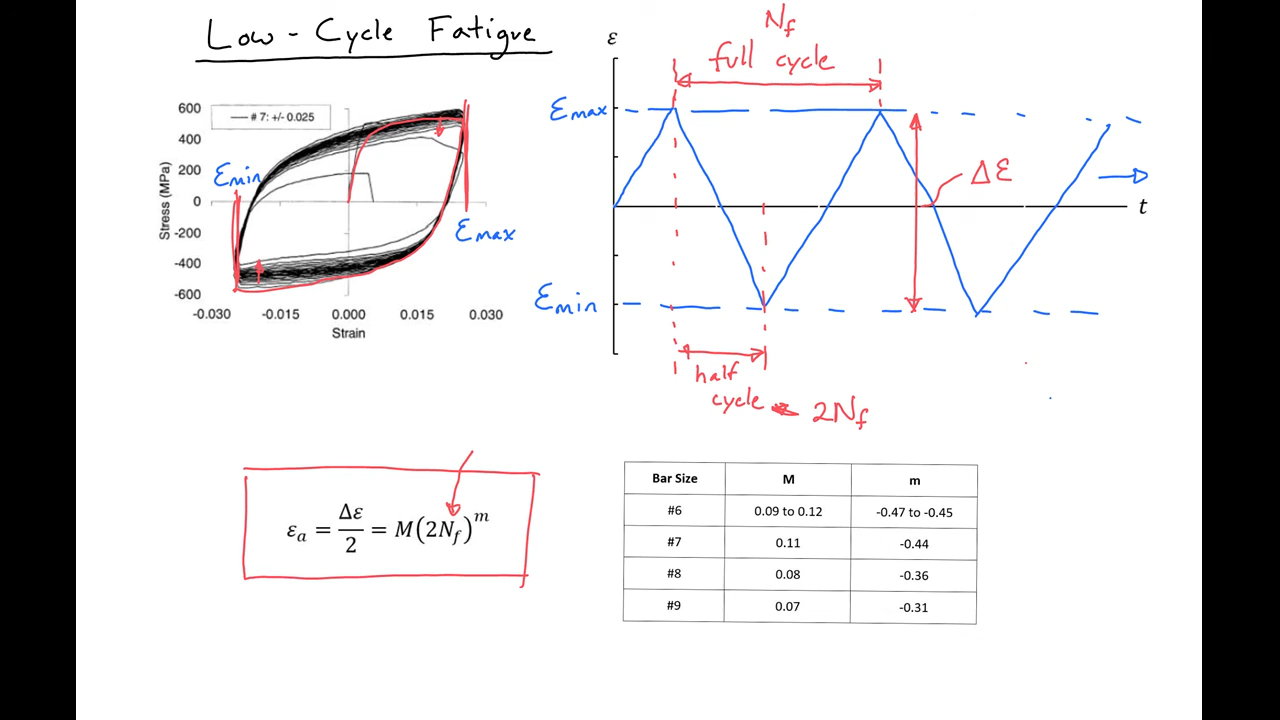 Low-Cycle Fatigue
600
400
200
0
-200
-400
-600
Stress (MPa)
# 7: +/- 0.025
εmin
εmax
-0.030 -0.015 0.000 0.015 0.030
Strain
ε
Nf
full cycle
εmax
Δε
t
εmin
half
cycle
2Nf
εₐ = Δε/2 = M(2N_f)^m
Bar Size M m
#6 0.09 to 0.12 -0.47 to -0.45
#7 0.11 -0.44
#8 0.08 -0.36
#9 0.07 -0.31